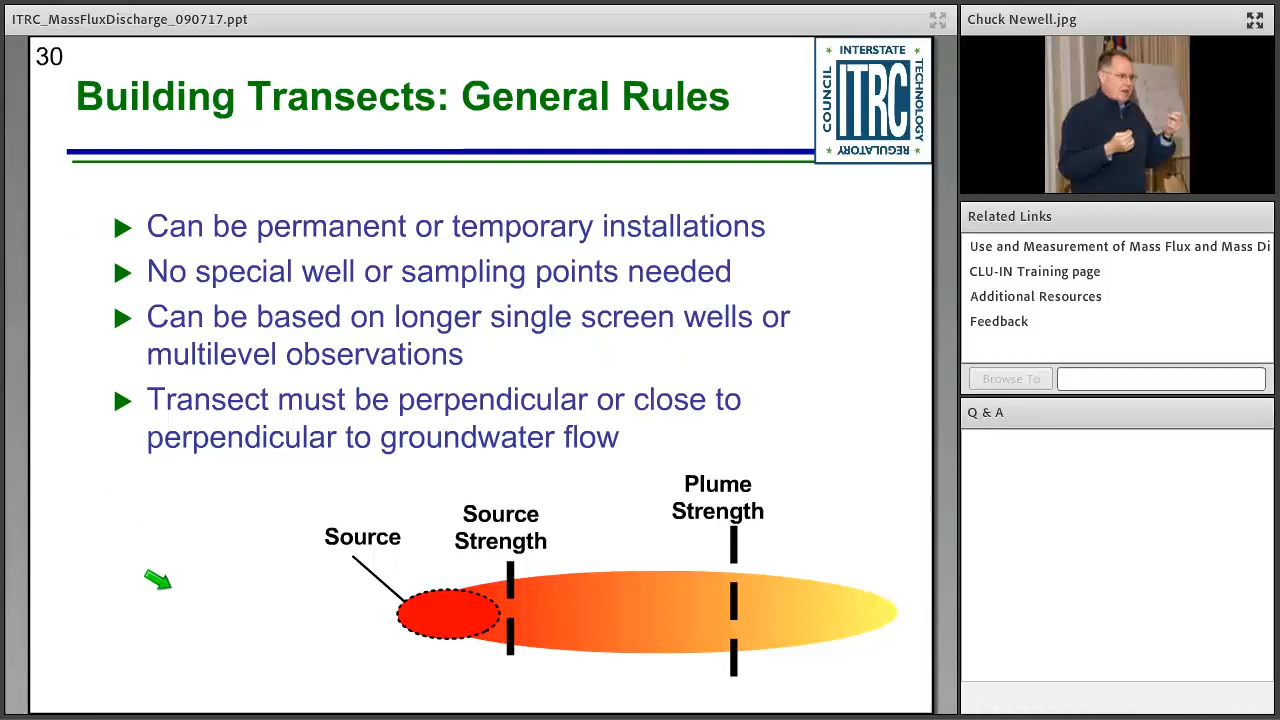 ITRC_MassFluxDischarge_090717.ppt
30
Building Transects: General Rules
INTERSTATE
COUNCIL
ITRC
TECHNOLOGY
REGULATORY
Can be permanent or temporary installations
No special well or sampling points needed
Can be based on longer single screen wells or
multilevel observations
Transect must be perpendicular or close to
perpendicular to groundwater flow
Source
Source
Strength
Plume
Strength
Chuck Newell.jpg
Related Links
Use and Measurement of Mass Flux and Mass Di
CLU-IN Training page
Additional Resources
Feedback
Browse To
Q & A